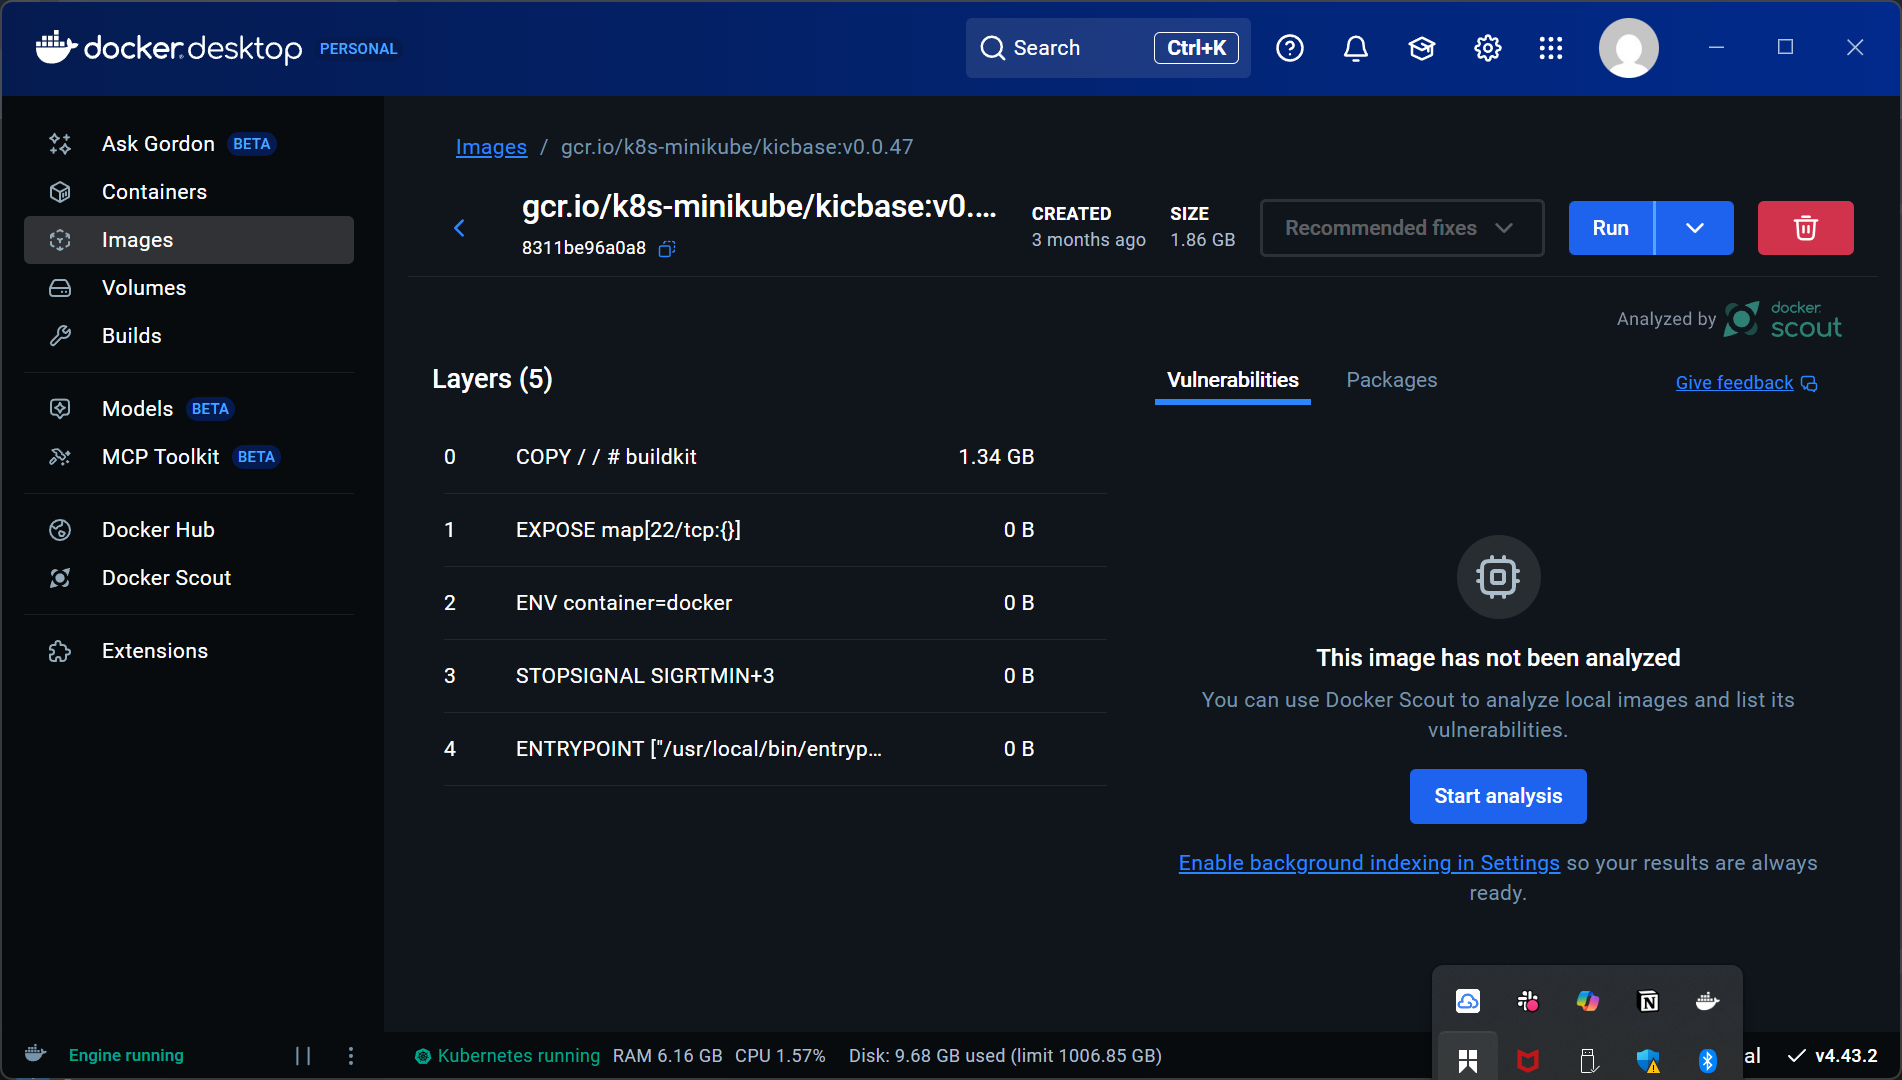 docker desktop PERSONAL
Search Ctrl+K
Ask Gordon BETA
Containers
Images
Volumes
Builds
Models BETA
MCP Toolkit BETA
Docker Hub
Docker Scout
Extensions
Images / gcr.io/k8s-minikube/kicbase:v0.0.47
gcr.io/k8s-minikube/kicbase:v0....
8311be96a0a8
CREATED
3 months ago
SIZE
1.86 GB
Recommended fixes
Run
Analyzed by docker scout
Layers (5)
0 COPY / / # buildkit 1.34 GB
1 EXPOSE map[22/tcp:{}] 0 B
2 ENV container=docker 0 B
3 STOPSIGNAL SIGRTMIN+3 0 B
4 ENTRYPOINT ["/usr/local/bin/entryp... 0 B
Vulnerabilities Packages
Give feedback
This image has not been analyzed
You can use Docker Scout to analyze local images and list its
vulnerabilities.
Start analysis
Enable background indexing in Settings so your results are always
ready.
Engine running
Kubernetes running RAM 6.16 GB CPU 1.57% Disk: 9.68 GB used (limit 1006.85 GB)
al v4.43.2